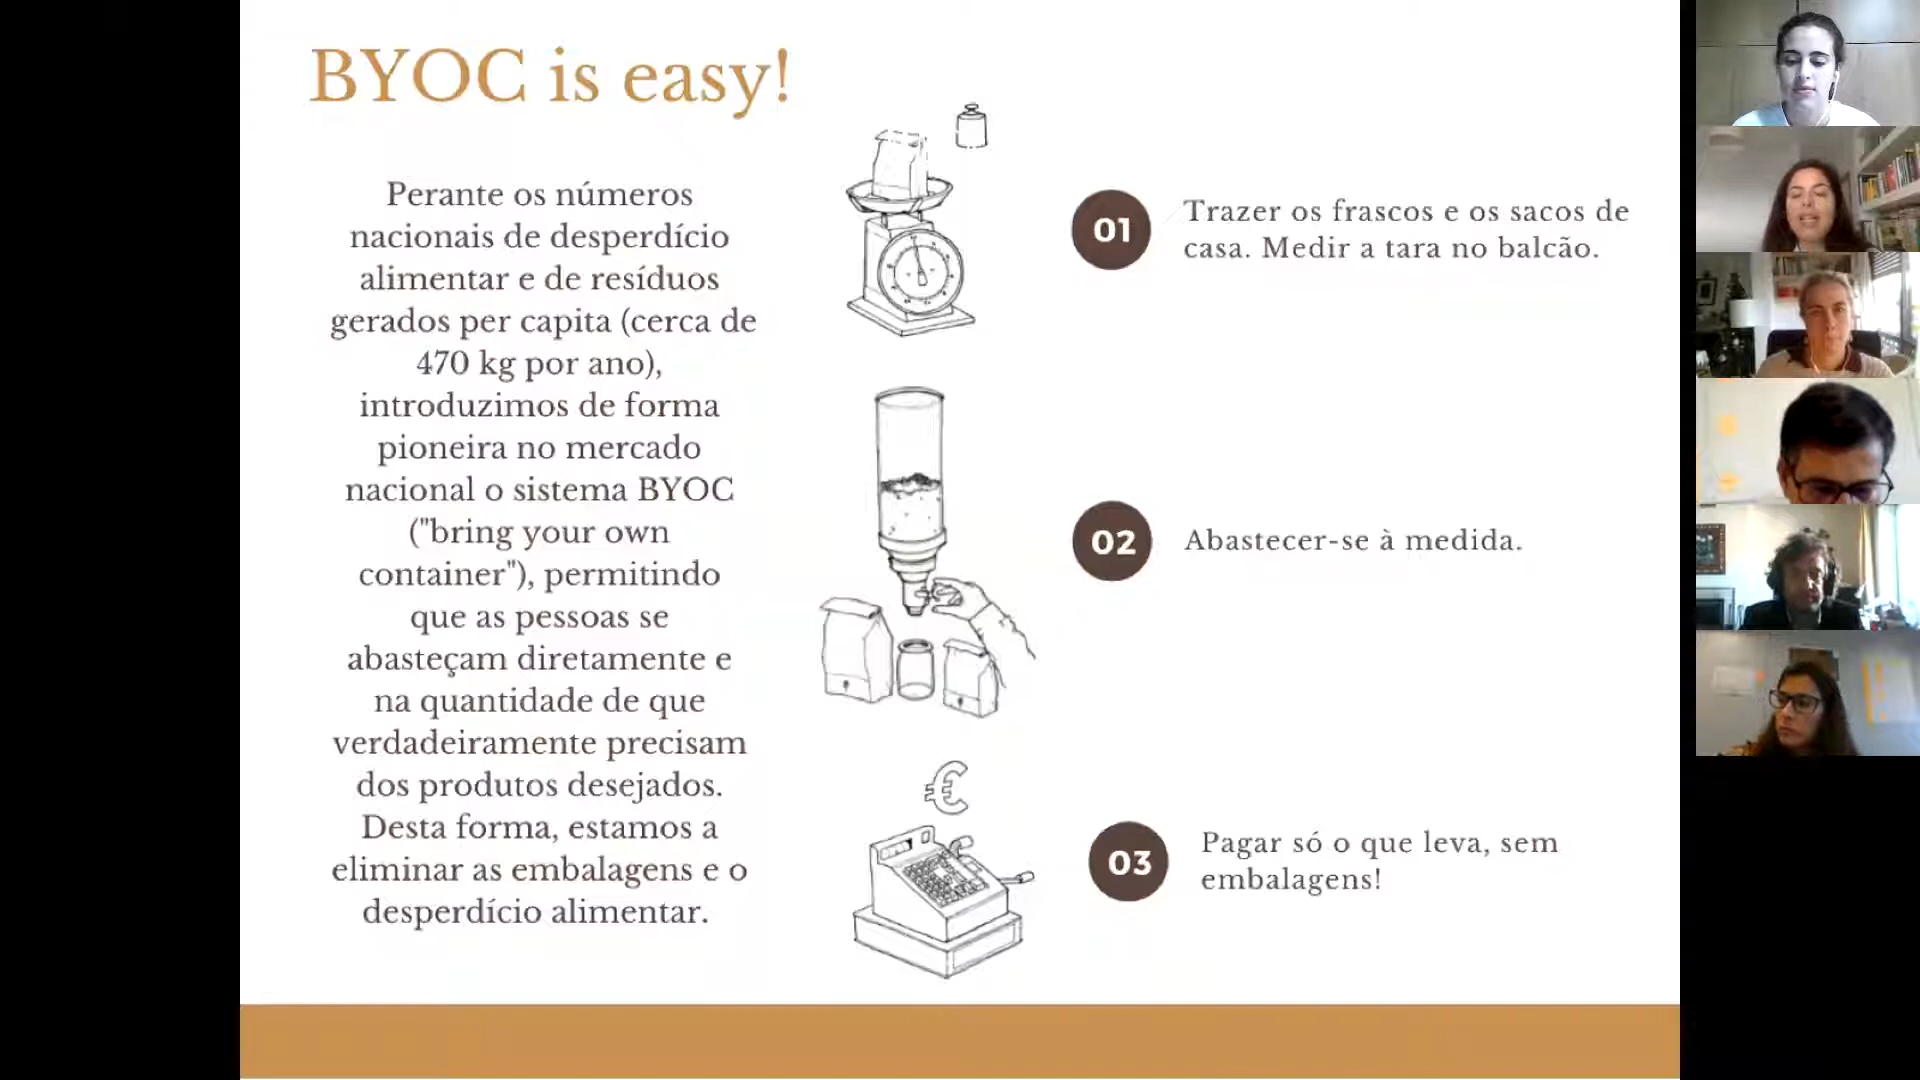 BYOC is easy!
Perante os números
nacionais de desperdício
alimentar e de resíduos
gerados per capita (cerca de
470 kg por ano),
introduzimos de forma
pioneira no mercado
nacional o sistema BYOC
("bring your own
container"), permitindo
que as pessoas se
abasteçam diretamente e
na quantidade de que
verdadeiramente precisam
dos produtos desejados.
Desta forma, estamos a
eliminar as embalagens e o
desperdício alimentar.
01
Trazer os frascos e os sacos de
casa. Medir a tara no balcão.
02
Abastecer-se à medida.
€
03
Pagar só o que leva, sem
embalagens!